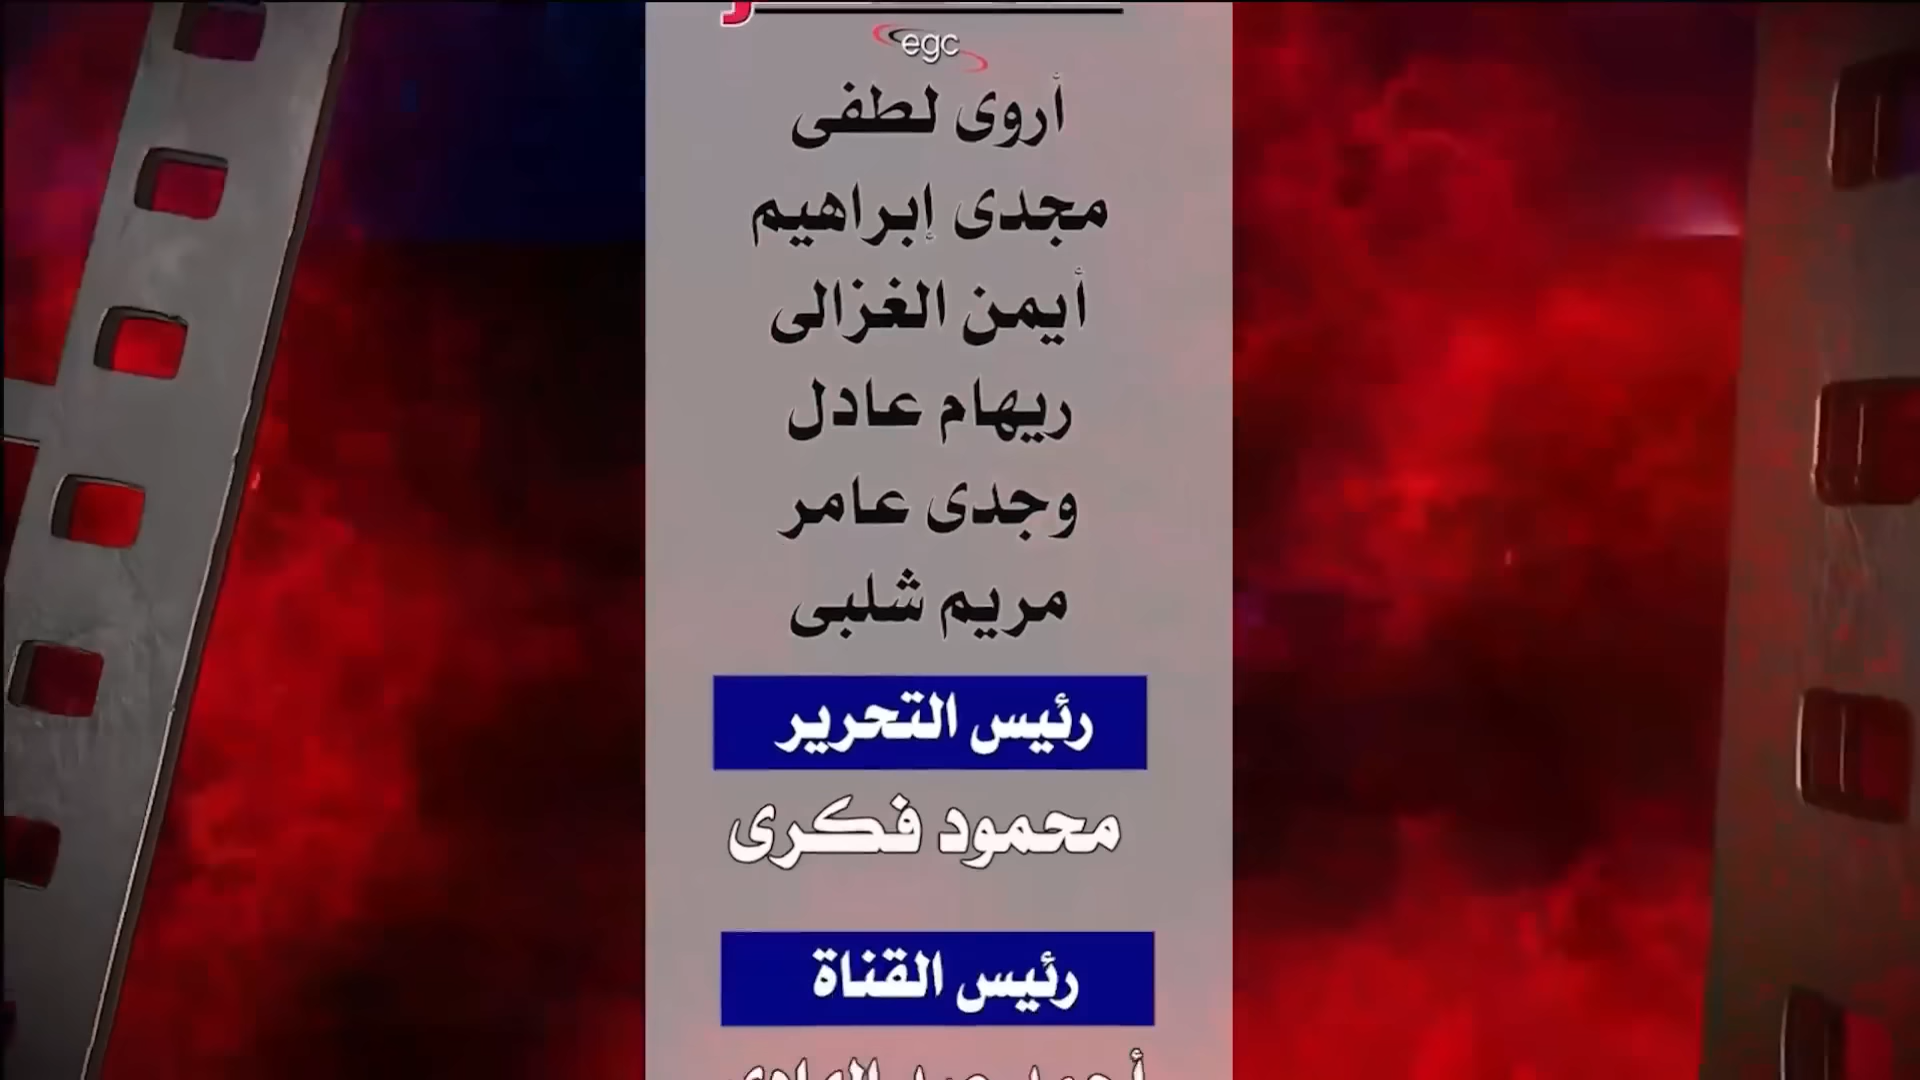 egc
أروى لطفى
مجدى إبراهيم
أيمن الغزالى
ريهام عادل
وجدى عامر
مريم شلبى
رئيس التحرير
محمود فكرى
رئيس القناة